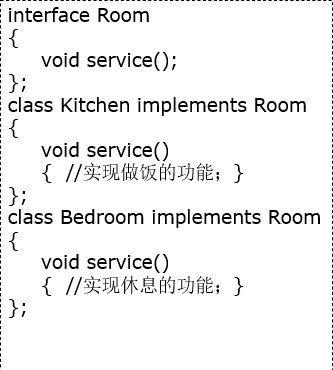 interface Room
{
void service();
};
class Kitchen implements Room
{
void service()
{ //实现做饭的功能；}
};
class Bedroom implements Room
{
void service()
{ //实现休息的功能；}
};